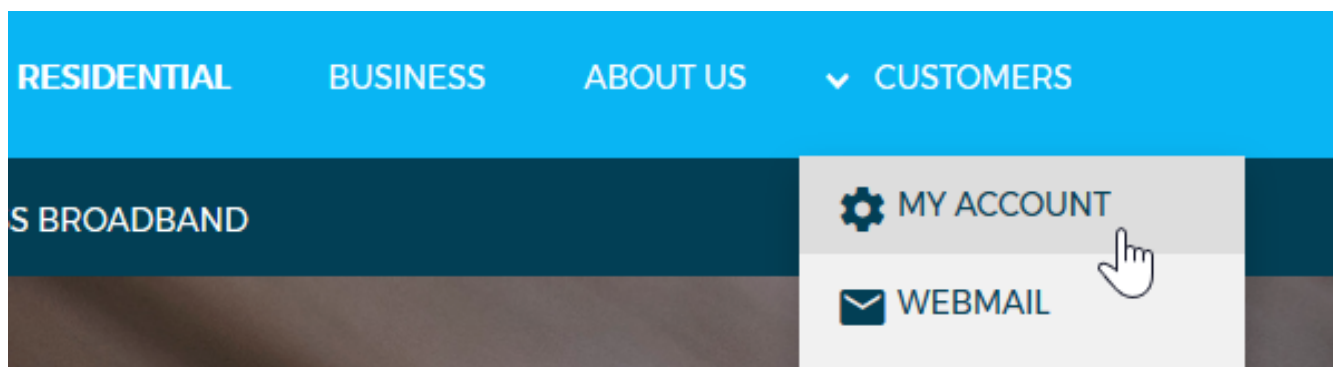 RESIDENTIAL BUSINESS ABOUT US CUSTOMERS
BROADBAND
MY ACCOUNT
WEBMAIL